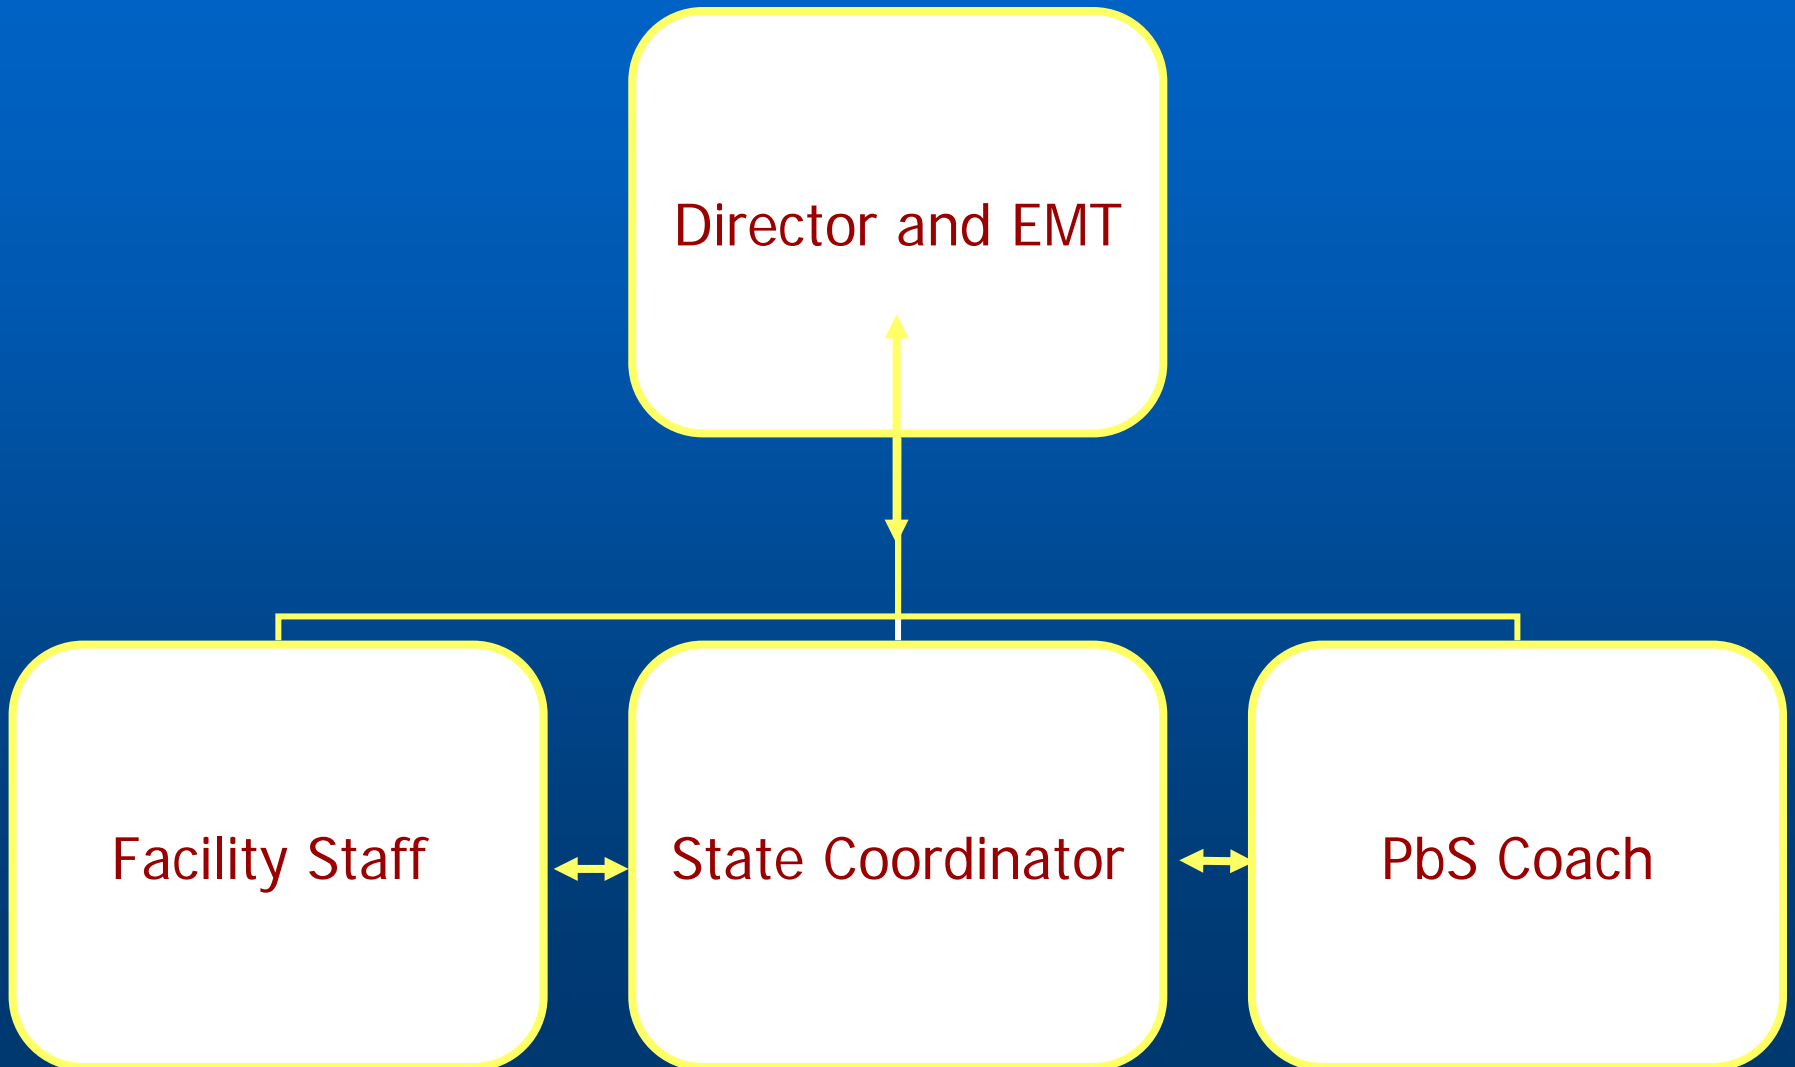 Director and EMT
Facility Staff
State Coordinator
PbS Coach